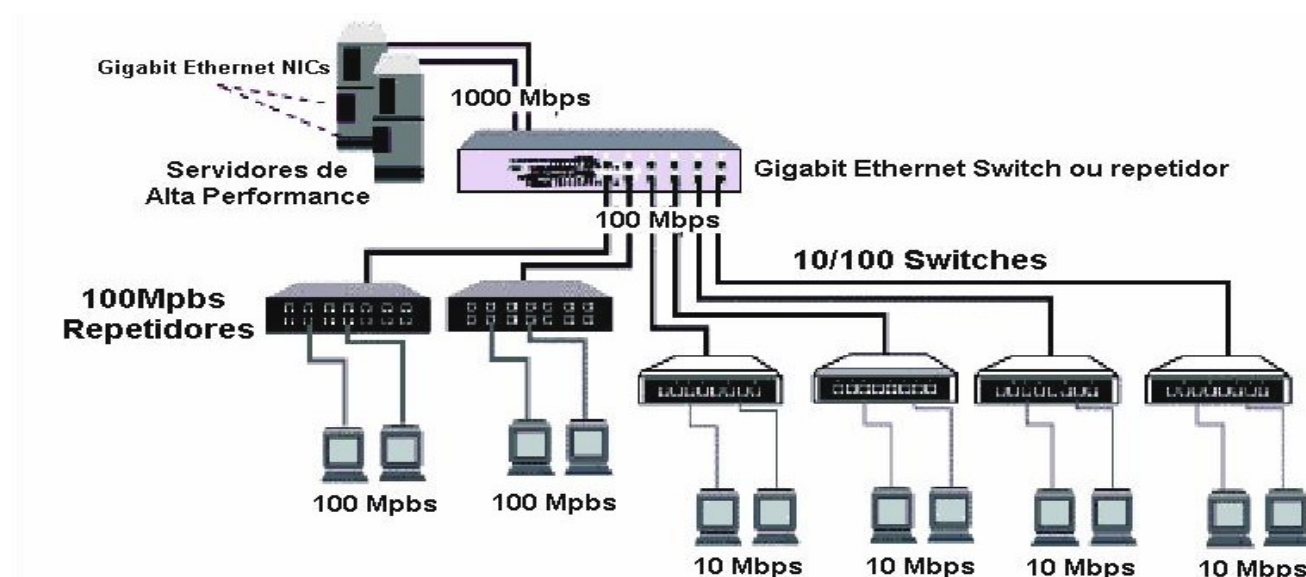 Gigabit Ethernet NICs
1000 Mbps
Servidores de
Alta Performance
Gigabit Ethernet Switch ou repetidor
100 Mbps
10/100 Switches
100Mpbs
Repetidores
100 Mpbs
100 Mpbs
10 Mbps
10 Mbps
10 Mbps
10 Mbps